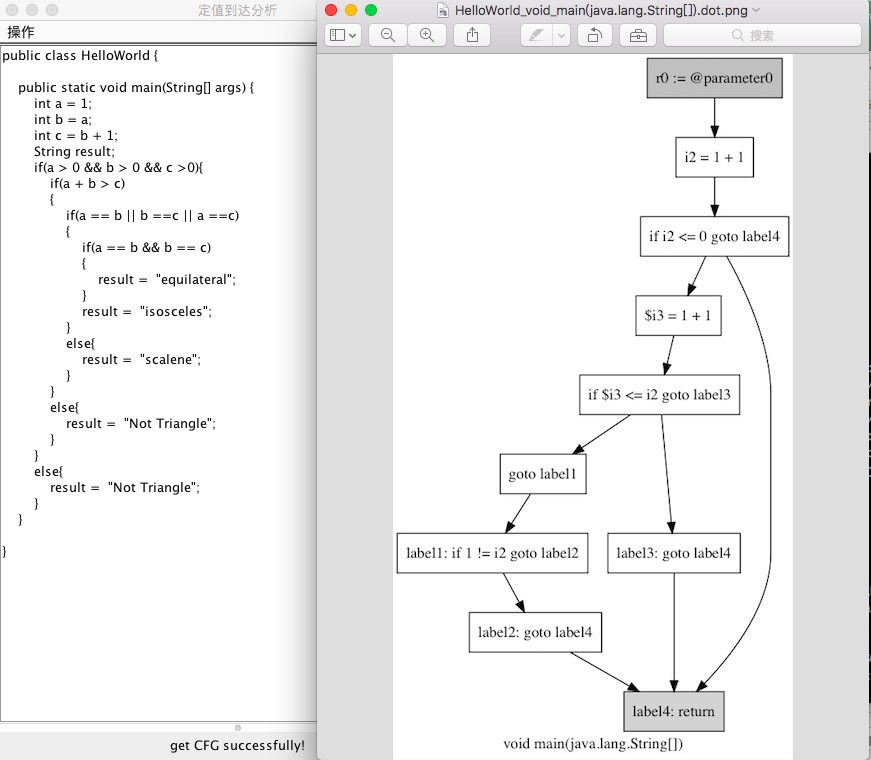 定值到达分析
操作
public class HelloWorld {
public static void main(String[] args) {
int a = 1;
int b = a;
int c = b + 1;
String result;
if(a > 0 && b > 0 && c >0){
if(a + b > c)
{
if(a == b || b ==c || a ==c)
{
if(a == b && b == c)
{
result = "equilateral";
}
result = "isosceles";
}
else{
result = "scalene";
}
}
else{
result = "Not Triangle";
}
}
else{
result = "Not Triangle";
}
}
}
get CFG successfully!
HelloWorld_void_main(java.lang.String[]).dot.png
搜索
r0 := @parameter0
i2 = 1 + 1
if i2 <= 0 goto label4
$i3 = 1 + 1
if $i3 <= i2 goto label3
goto label1
label1: if 1 != i2 goto label2
label3: goto label4
label2: goto label4
label4: return
void main(java.lang.String[])